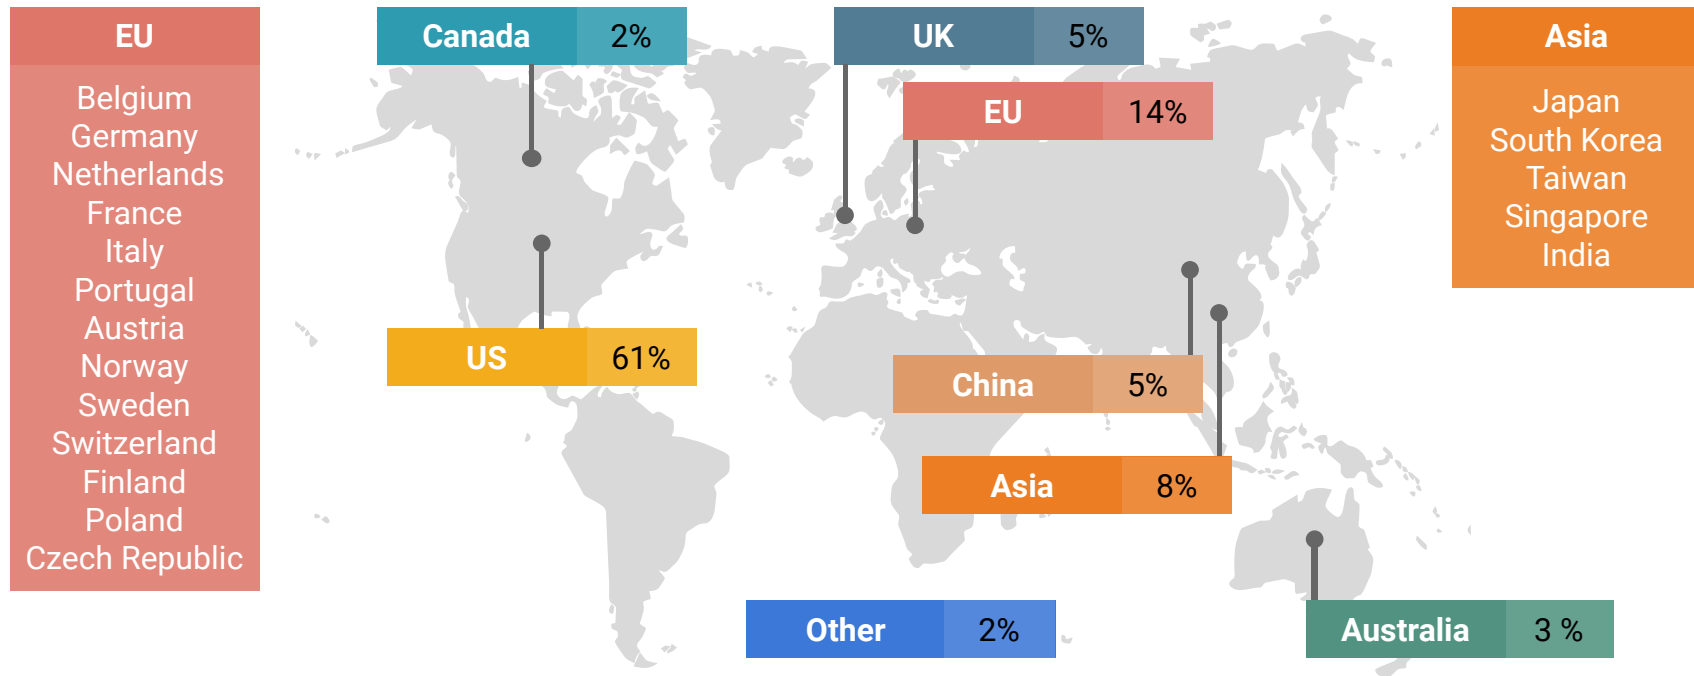 EU
Belgium
Germany
Netherlands
France
Italy
Portugal
Austria
Norway
Sweden
Switzerland
Finland
Poland
Czech Republic
Canada 2%
UK 5%
EU 14%
US 61%
China 5%
Asia 8%
Other 2%
Australia 3 %
Asia
Japan
South Korea
Taiwan
Singapore
India